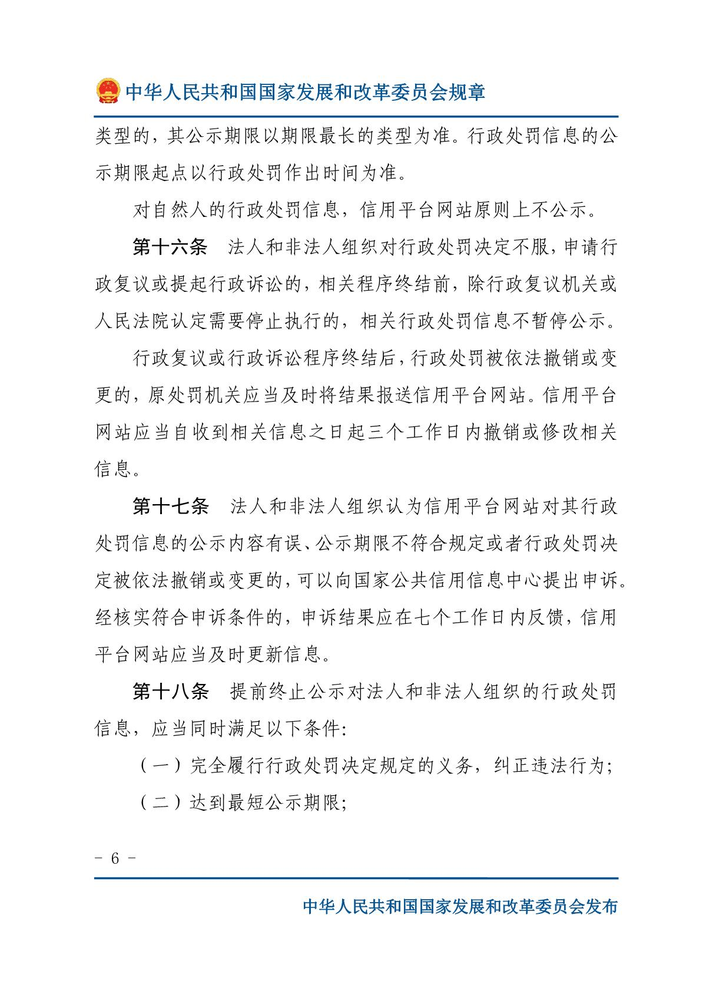 中华人民共和国国家发展和改革委员会规章
类型的，其公示期限以期限最长的类型为准。行政处罚信息的公
示期限起点以行政处罚作出时间为准。
对自然人的行政处罚信息，信用平台网站原则上不公示。
第十六条 法人和非法人组织对行政处罚决定不服，申请行
政复议或提起行政诉讼的，相关程序终结前，除行政复议机关或
人民法院认定需要停止执行的，相关行政处罚信息不暂停公示。
行政复议或行政诉讼程序终结后，行政处罚被依法撤销或变
更的，原处罚机关应当及时将结果报送信用平台网站。信用平台
网站应当自收到相关信息之日起三个工作日内撤销或修改相关
信息。
第十七条 法人和非法人组织认为信用平台网站对其行政
处罚信息的公示内容有误、公示期限不符合规定或者行政处罚决
定被依法撤销或变更的，可以向国家公共信用信息中心提出申诉。
经核实符合申诉条件的，申诉结果应在七个工作日内反馈，信用
平台网站应当及时更新信息。
第十八条 提前终止公示对法人和非法人组织的行政处罚
信息，应当同时满足以下条件：
（一）完全履行行政处罚决定规定的义务，纠正违法行为；
（二）达到最短公示期限；
- 6 -
中华人民共和国国家发展和改革委员会发布